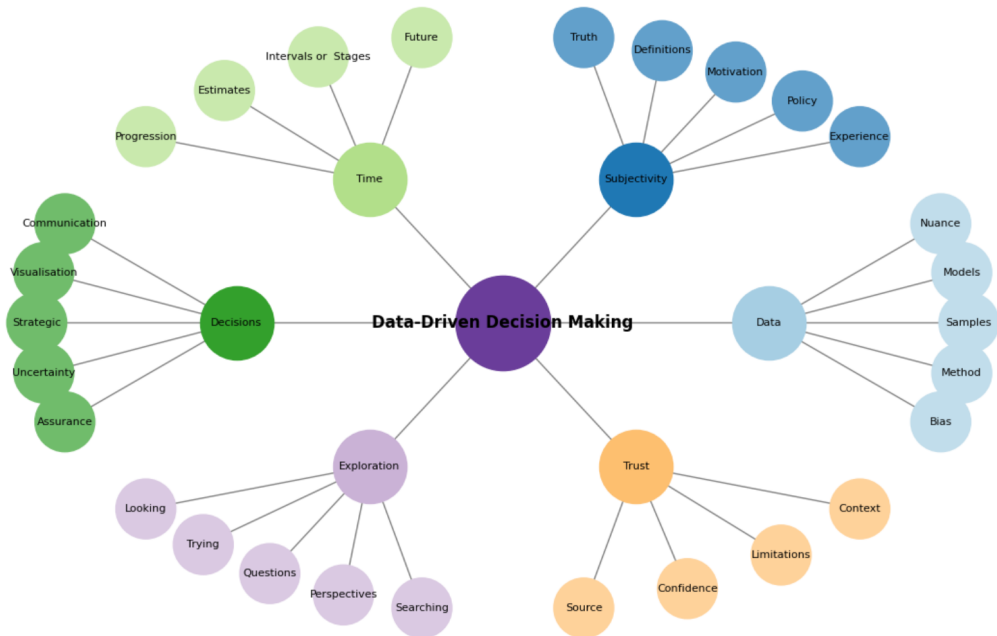 Future
Truth
Definitions
Intervals or  Stages
Motivation
Estimates
Policy
Progression
Experience
Time
Subjectivity
Communication
Nuance
Visualisation
Models
Strategic
Decisions
Data-Driven Decision Making
Data
Samples
Uncertainty
Method
Assurance
Bias
Exploration
Trust
Looking
Context
Trying
Limitations
Questions
Confidence
Perspectives
Searching
Source